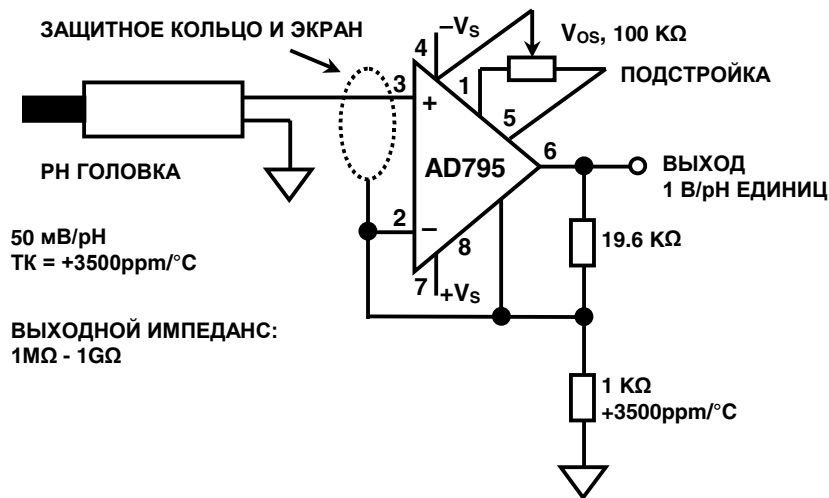 ЗАЩИТНОЕ КОЛЬЦО И ЭКРАН
4
–VS
VOS, 100 KΩ
ПОДСТРОЙКА
3
1
5
+
AD795
6
ВЫХОД
1 В/pH ЕДИНИЦ
PH ГОЛОВКА
2
–
8
19.6 KΩ
50 мВ/pH
ТК = +3500ppm/°C
7
+VS
ВЫХОДНОЙ ИМПЕДАНС:
1MΩ - 1GΩ
1 KΩ
+3500ppm/°C